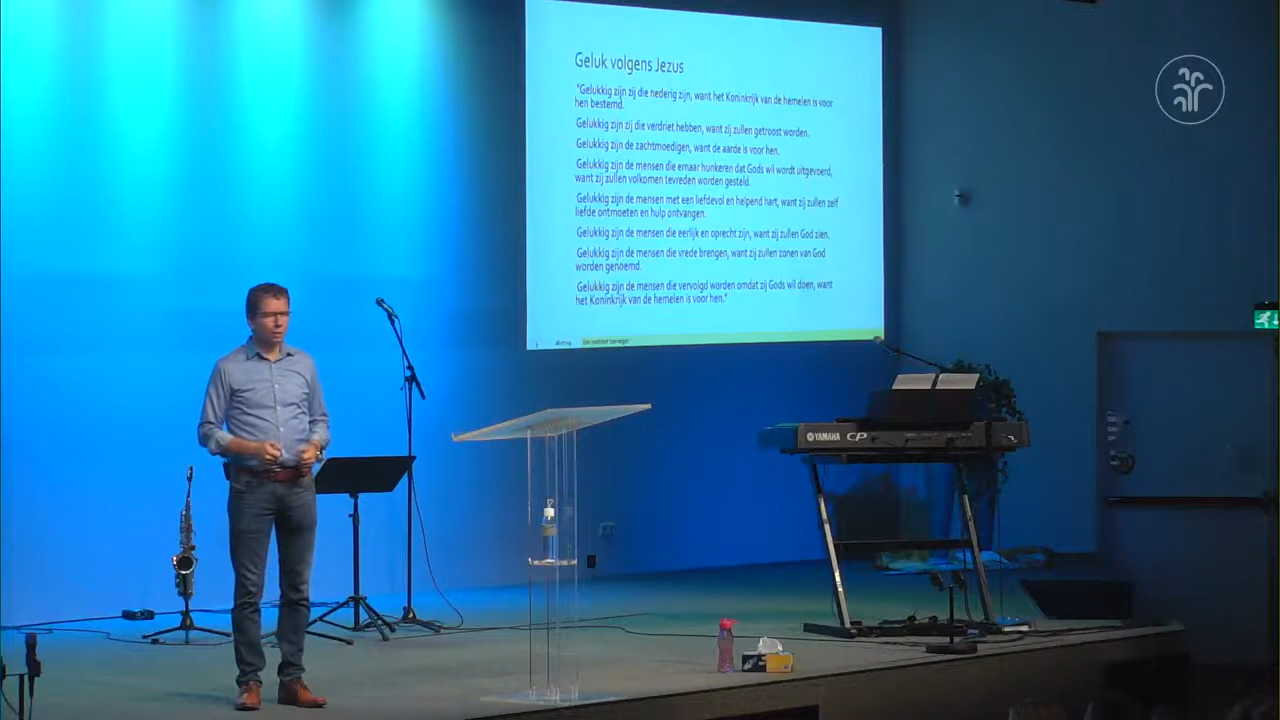 Geluk volgens Jezus
"Gelukkig zijn zij die nederig zijn, want het Koninkrijk van de hemelen is voor
hen bestemd.
Gelukkig zijn zij die verdriet hebben, want zij zullen getroost worden.
Gelukkig zijn de zachtmoedigen, want de aarde is voor hen.
Gelukkig zijn de mensen die ernaar hunkeren dat Gods wil wordt uitgevoerd,
want zij zullen volkomen tevreden worden gesteld.
Gelukkig zijn de mensen met een liefdevol en helpend hart, want zij zullen zelf
liefde ontmoeten en hulp ontvangen.
Gelukkig zijn de mensen die eerlijk en oprecht zijn, want zij zullen God zien.
Gelukkig zijn de mensen die vrede brengen, want zij zullen zonen van God
worden genoemd.
Gelukkig zijn de mensen die vervolgd worden omdat zij Gods wil doen, want
het Koninkrijk van de hemelen is voor hen."
YAMAHA CP